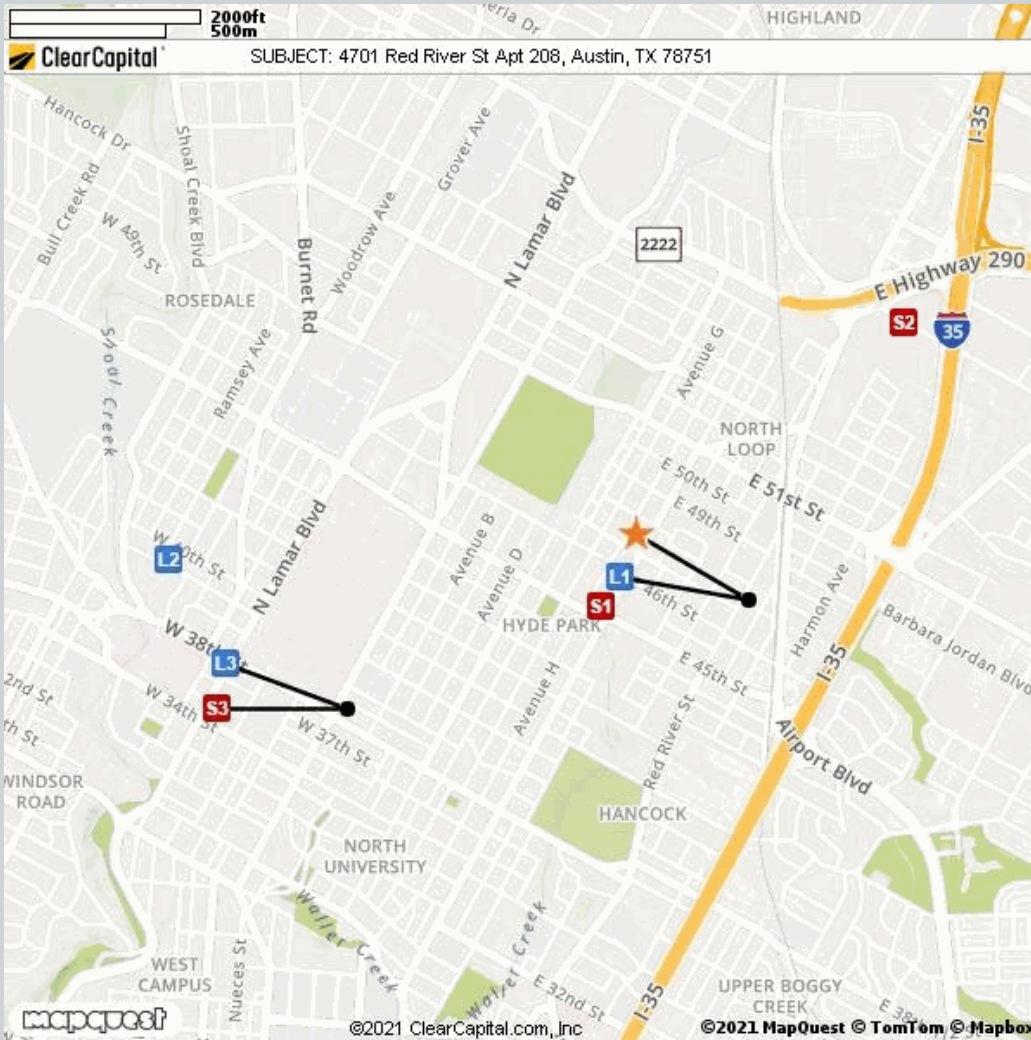 2000ft
500m
HIGHLAND
ClearCapital
SUBJECT: 4701 Red River St Apt 208, Austin, TX 78751
Hancock Dr
Shoal Creek Blvd
Grover Ave
I-35
Bull Creek Rd
W 49th St
Woodrow Ave
N Lamar Blvd
Burnet Rd
2222
E Highway 290
ROSEDALE
S2
35
Shoal Creek
Ramsey Ave
Avenue G
NORTH
LOOP
E 50th St
E 51st St
E 49th St
N Lamar Blvd
Avenue B
Avenue D
L2
L1
46th St
S1
HYDE PARK
Harmon Ave
I-35
Barbara Jordan Blvd
W 38th St
L3
E 45th St
2nd St
W 34th St
S3
W 37th St
Avenue H
Red River St
Airport Blvd
WINDSOR
ROAD
HANCOCK
NORTH
UNIVERSITY
Waller Creek
Waller Creek
WEST
CAMPUS
Nueces St
E 32nd St
I-35
UPPER BOGGY
CREEK
E 38th
mapquest
©2021 ClearCapital.com, Inc
©2021 MapQuest © TomTom © Mapbox